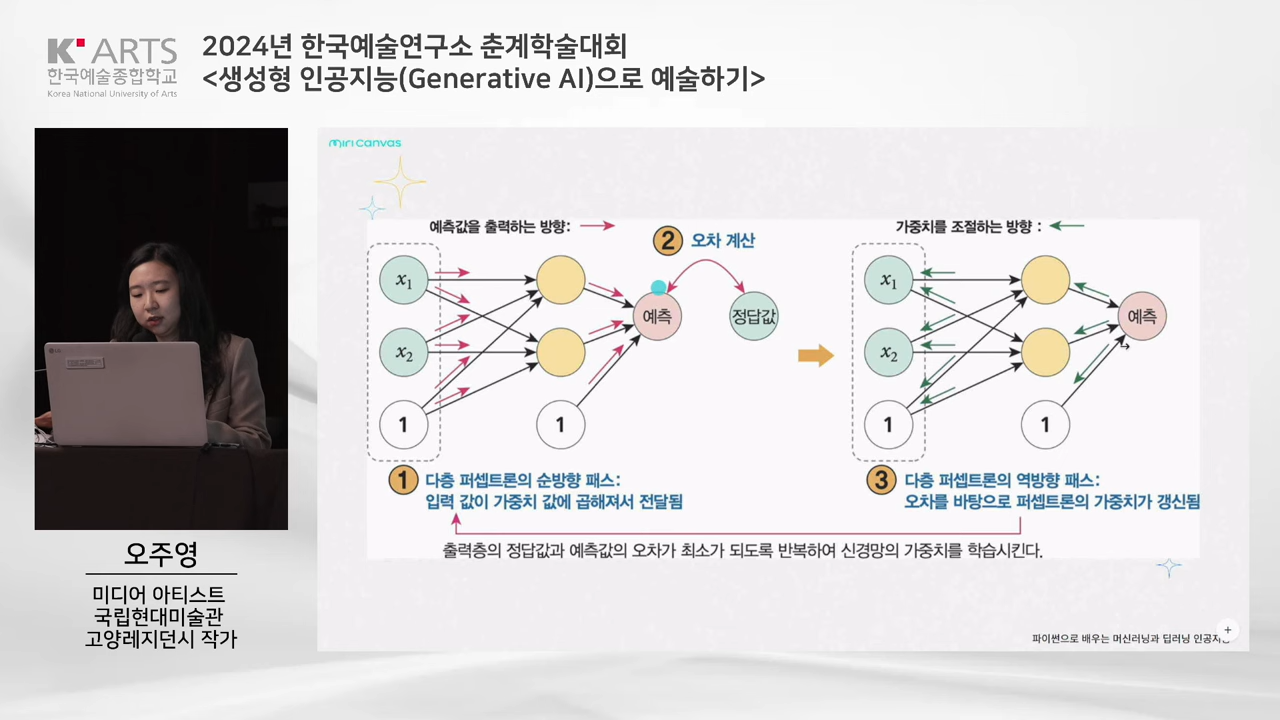 K ARTS
한국예술종합학교
Korea National University of Arts
2024년 한국예술연구소 춘계학술대회
<생성형 인공지능(Generative AI)으로 예술하기>
miri canvas
예측값을 출력하는 방향:
2 오차 계산
가중치를 조절하는 방향 :
x1
x2
1
1
예측
정답값
x1
x2
1
1
예측
1 다층 퍼셉트론의 순방향 패스:
입력 값이 가중치 값에 곱해져서 전달됨
3 다층 퍼셉트론의 역방향 패스:
오차를 바탕으로 퍼셉트론의 가중치가 갱신됨
출력층의 정답값과 예측값의 오차가 최소가 되도록 반복하여 신경망의 가중치를 학습시킨다.
파이썬으로 배우는 머신러닝과 딥러닝
+
LG
오주영
미디어 아티스트
국립현대미술관
고양레지던시 작가